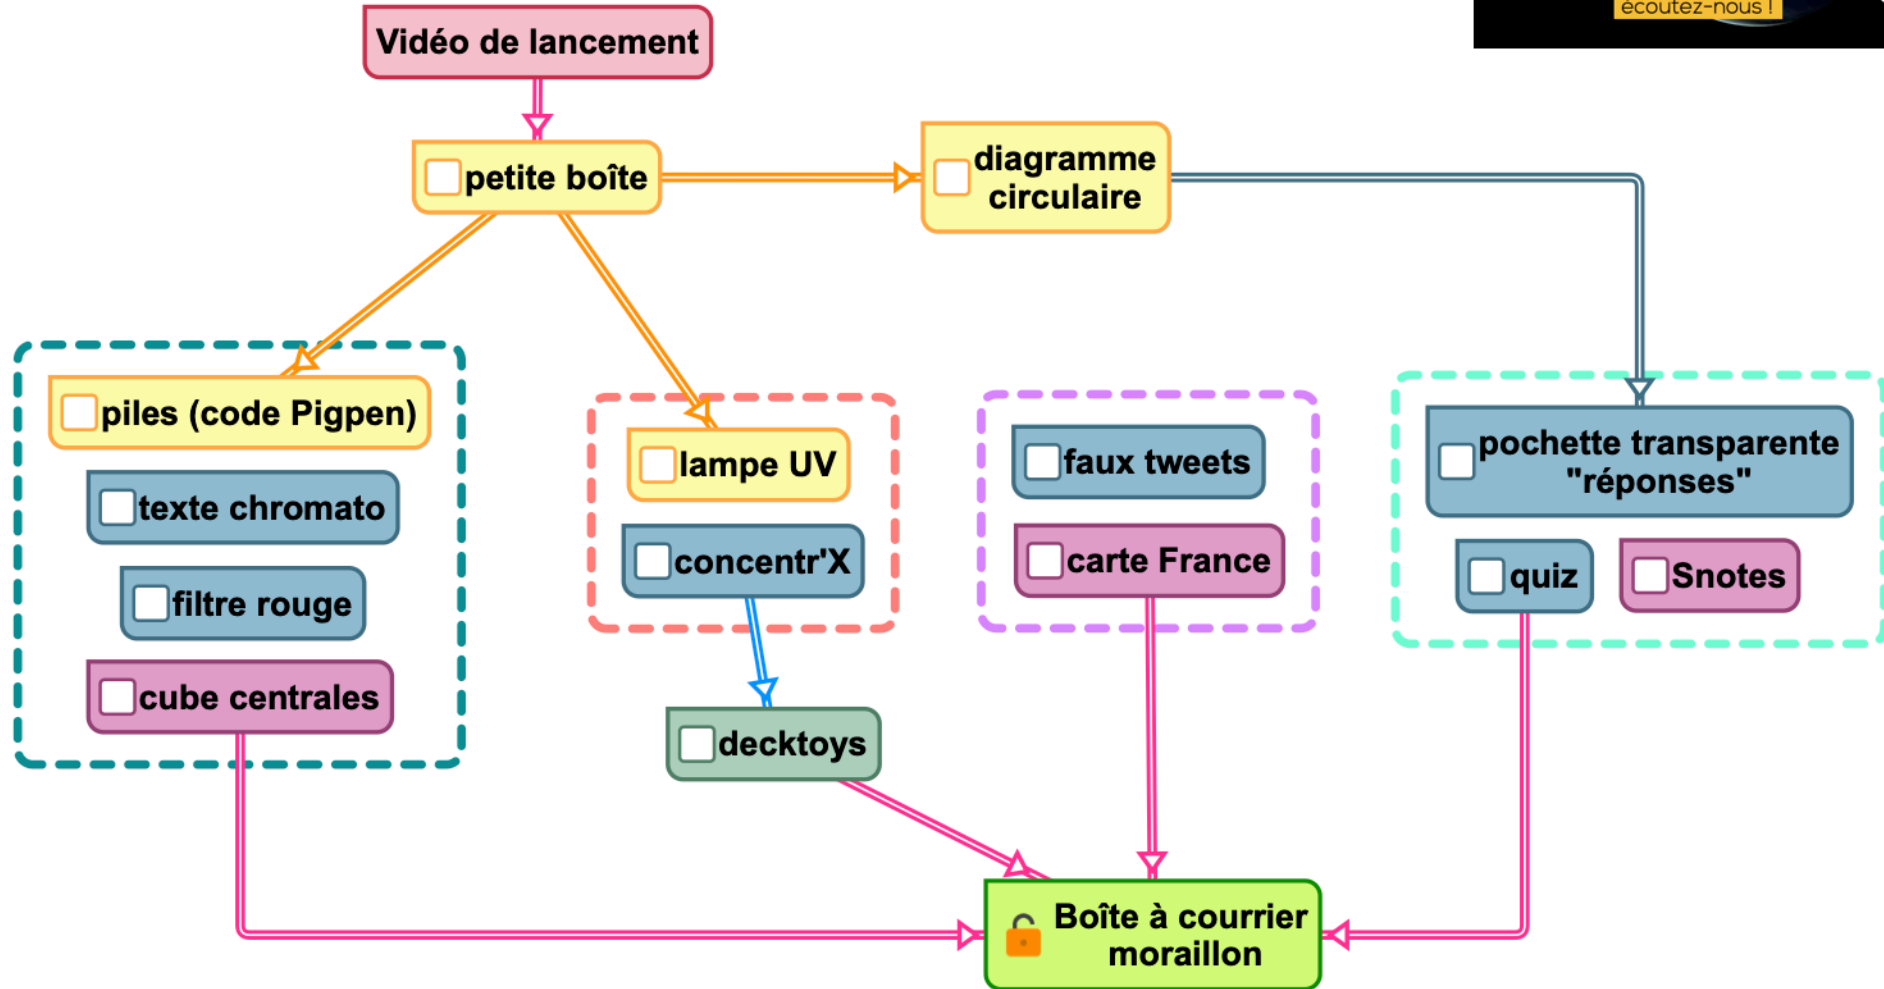 écoutez-nous !
Vidéo de lancement
petite boîte
diagramme
circulaire
piles (code Pigpen)
texte chromato
filtre rouge
cube centrales
lampe UV
concentr'X
decktoys
faux tweets
carte France
pochette transparente
"réponses"
quiz
Snotes
Boîte à courrier
moraillon